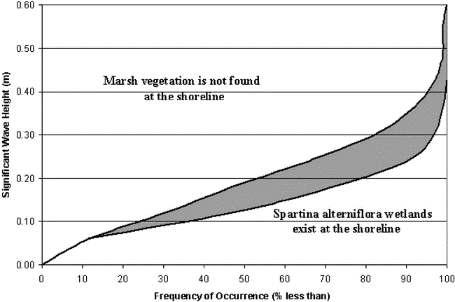 0.60
0.50
0.40
0.30
0.20
0.10
0.00
Significant Wave Height (m)
Marsh vegetation is not found
at the shoreline
Spartina alterniflora wetlands
exist at the shoreline
0 10 20 30 40 50 60 70 80 90 100
Frequency of Occurrence (% less than)